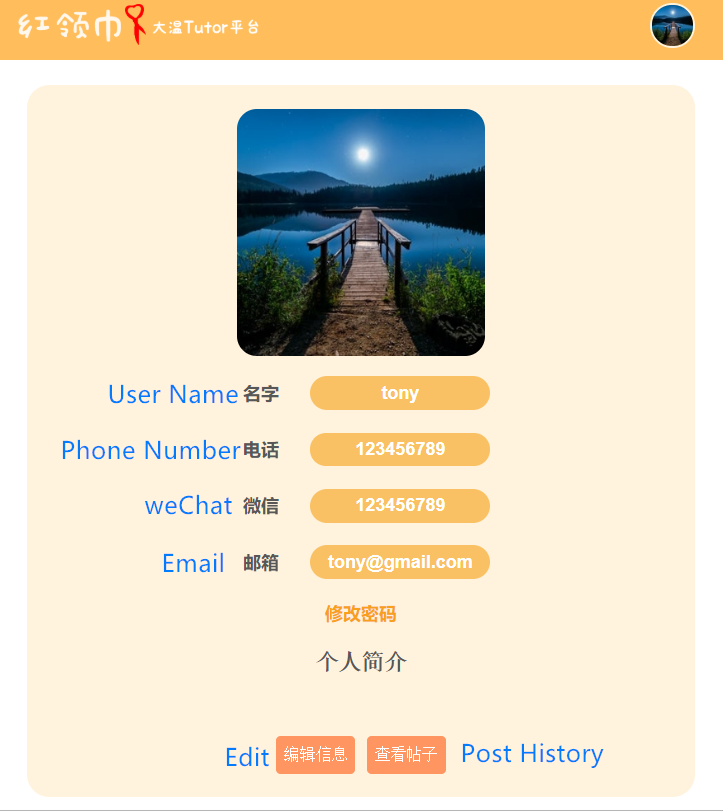 红领巾 大温Tutor平台
User Name 名字 tony
Phone Number 电话 123456789
weChat 微信 123456789
Email 邮箱 tony@gmail.com
修改密码
个人简介
Edit 编辑信息 查看帖子 Post History